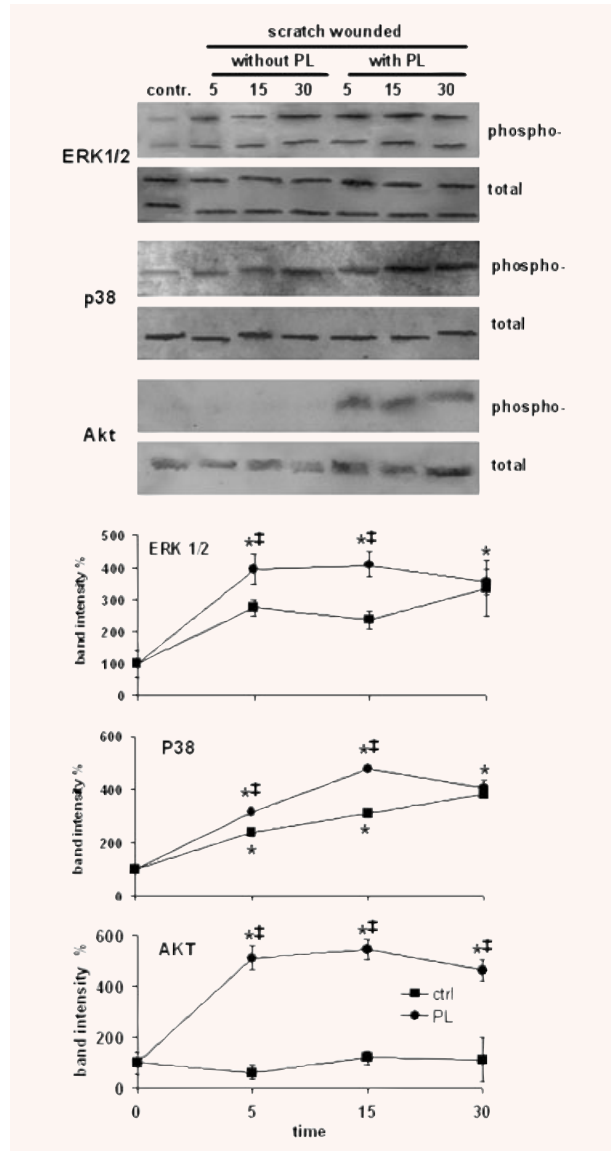 scratch wounded
without PL with PL
contr. 5 15 30 5 15 30
ERK1/2
phospho-
total
p38
phospho-
total
Akt
phospho-
total
ERK 1/2
band intensity %
500
400
300
200
100
0
*‡ *‡ *
P38
band intensity %
600
400
200
0
*‡ *‡ *
* *
AKT
band intensity %
600
400
200
0
*‡ *‡ *‡
ctrl
PL
0 5 15 30
time